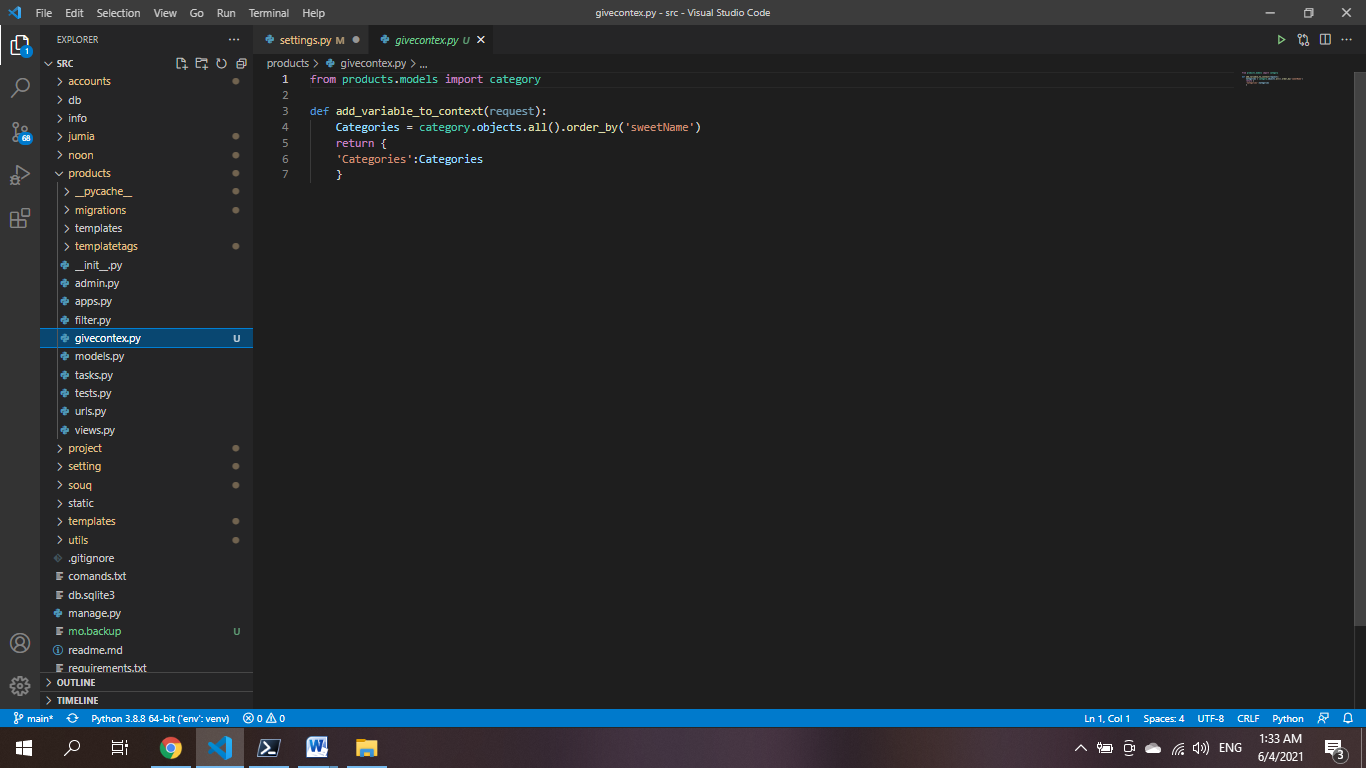 File Edit Selection View Go Run Terminal Help
givecontex.py - src - Visual Studio Code
EXPLORER
SRC
accounts
db
info
jumia
noon
products
__pycache__
migrations
templates
templatetags
__init__.py
admin.py
apps.py
filter.py
givecontex.py U
models.py
tasks.py
tests.py
urls.py
views.py
project
setting
souq
static
templates
utils
.gitignore
comands.txt
db.sqlite3
manage.py
mo.backup U
readme.md
requirements.txt
OUTLINE
TIMELINE
1
68
settings.py M
givecontex.py U
products > givecontex.py > ...
1 from products.models import category
2
3 def add_variable_to_context(request):
4 Categories = category.objects.all().order_by('sweetName')
5 return {
6 'Categories':Categories
7 }
main* Python 3.8.8 64-bit ('env': venv) 0 0
Ln 1, Col 1 Spaces: 4 UTF-8 CRLF Python
ENG
1:33 AM
6/4/2021
3